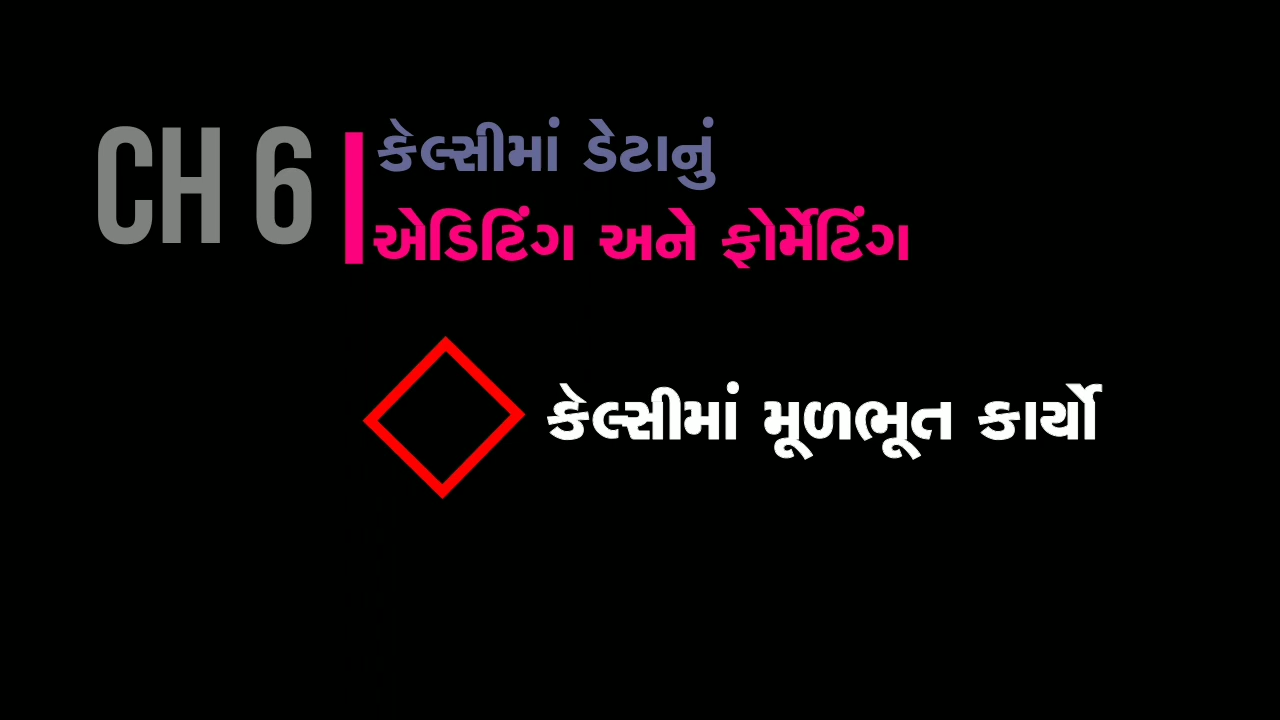 CH 6
કેલ્સીમાં ડેટાનું
એડિટિંગ અને ફોર્મેટિંગ
કેલ્સીમાં મૂળભૂત કાર્યો